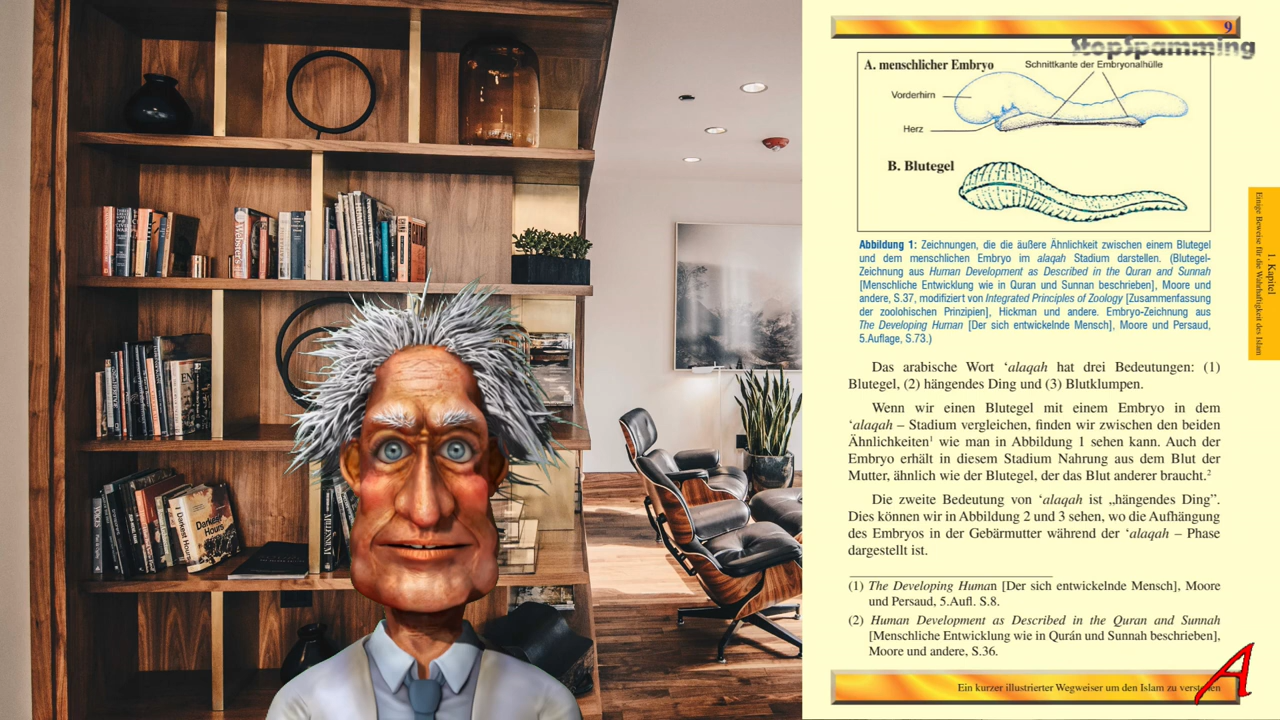 9
StopSpamming
A. menschlicher Embryo
Schnittkante der Embryonalhülle
Vorderhirn
Herz
B. Blutegel
Abbildung 1: Zeichnungen, die die äußere Ähnlichkeit zwischen einem Blutegel
und dem menschlichen Embryo im alaqah Stadium darstellen. (Blutegel-
Zeichnung aus Human Development as Described in the Quran and Sunnah
[Menschliche Entwicklung wie in Quran und Sunnan beschrieben], Moore und
andere, S.37, modifiziert von Integrated Principles of Zoology [Zusammenfassung
der zoolohischen Prinzipien], Hickman und andere. Embryo-Zeichnung aus
The Developing Human [Der sich entwickelnde Mensch], Moore und Persaud,
5.Auflage, S.73.)
Das arabische Wort ‘alaqah hat drei Bedeutungen: (1)
Blutegel, (2) hängendes Ding und (3) Blutklumpen.
Wenn wir einen Blutegel mit einem Embryo in dem
‘alaqah – Stadium vergleichen, finden wir zwischen den beiden
Ähnlichkeiten¹ wie man in Abbildung 1 sehen kann. Auch der
Embryo erhält in diesem Stadium Nahrung aus dem Blut der
Mutter, ähnlich wie der Blutegel, der das Blut anderer braucht.²
Die zweite Bedeutung von ‘alaqah ist „hängendes Ding”.
Dies können wir in Abbildung 2 und 3 sehen, wo die Aufhängung
des Embryos in der Gebärmutter während der ‘alaqah – Phase
dargestellt ist.
(1) The Developing Human [Der sich entwickelnde Mensch], Moore
und Persaud, 5.Aufl. S.8.
(2) Human Development as Described in the Quran and Sunnah
[Menschliche Entwicklung wie in Qurán und Sunnah beschrieben],
Moore und andere, S.36.
Ein kurzer illustrierter Wegweiser um den Islam zu verstehen
A
1. Kapitel
Einige Beweise für die Wahrhaftigkeit des Islam
Darkest
Hours